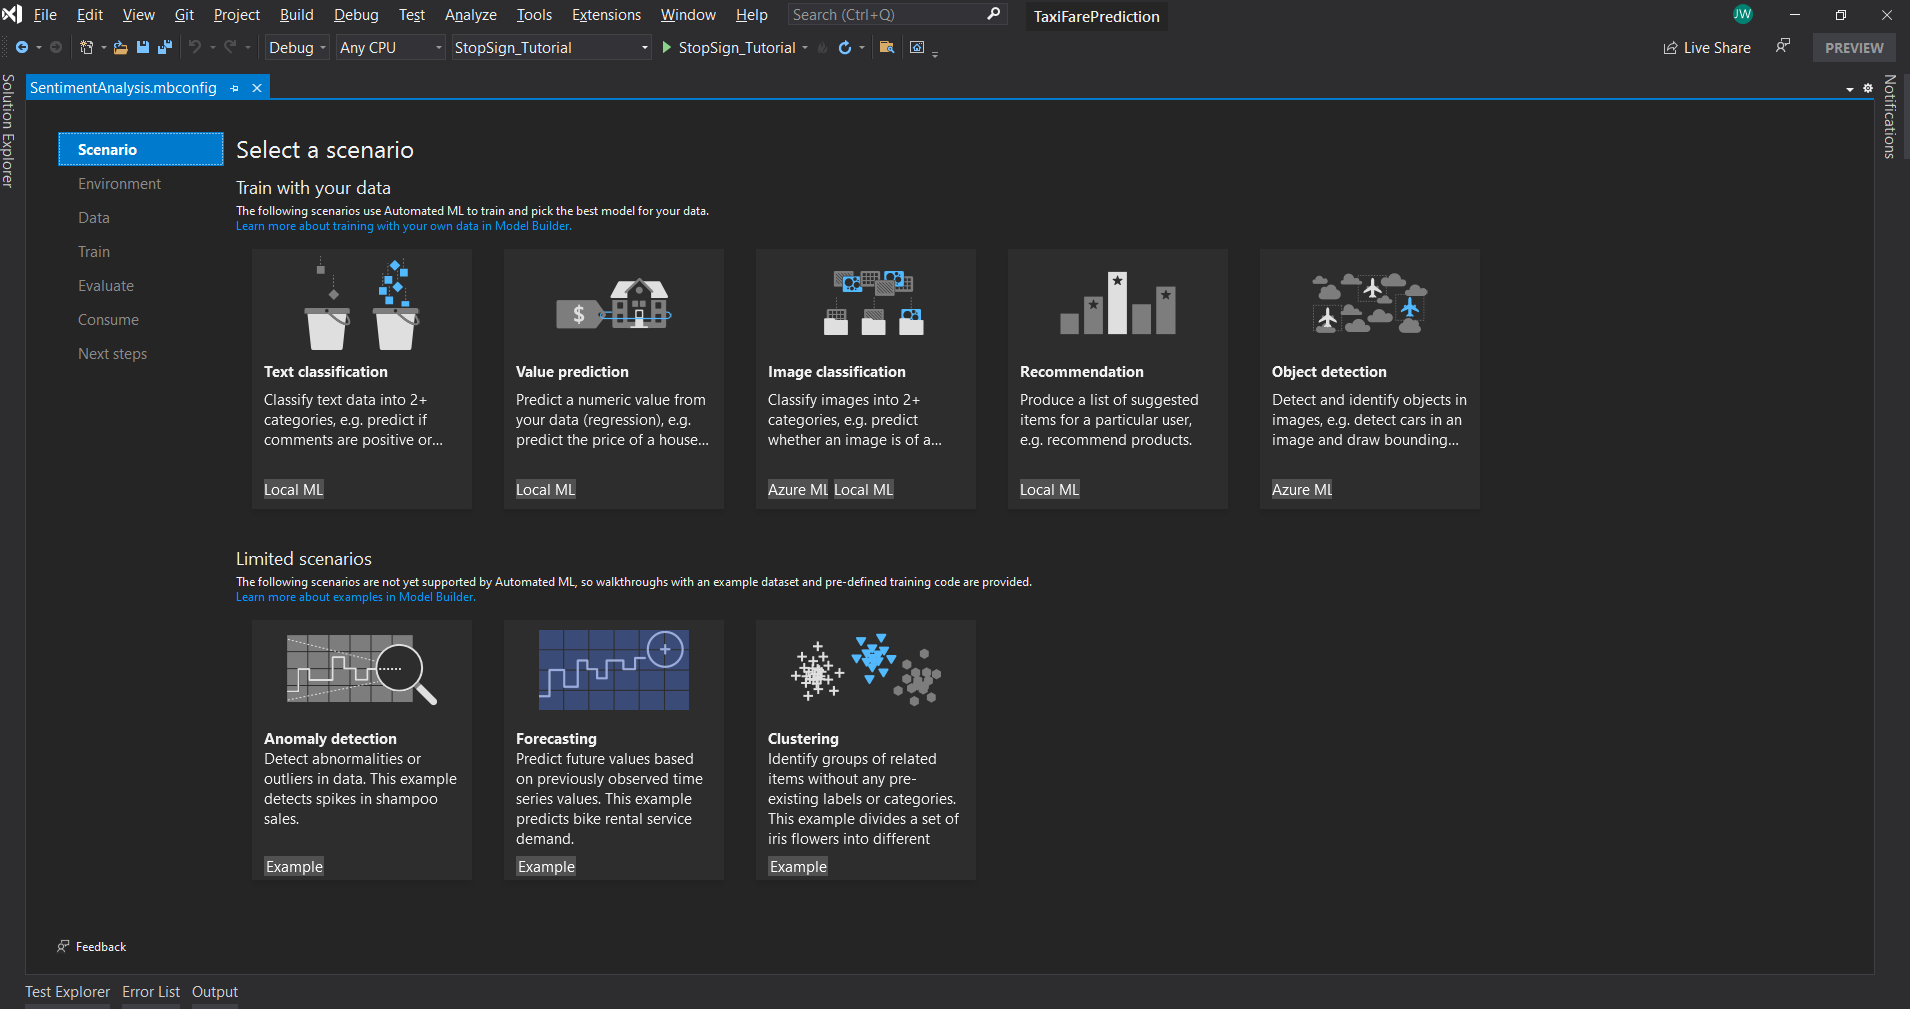 File Edit View Git Project Build Debug Test Analyze Tools Extensions Window Help Search (Ctrl+Q) TaxiFarePrediction JW
Debug Any CPU StopSign_Tutorial StopSign_Tutorial Live Share PREVIEW
Solution Explorer
SentimentAnalysis.mbconfig
Notifications
Scenario
Environment
Data
Train
Evaluate
Consume
Next steps
Select a scenario
Train with your data
The following scenarios use Automated ML to train and pick the best model for your data.
Learn more about training with your own data in Model Builder.
$
Text classification
Classify text data into 2+
categories, e.g. predict if
comments are positive or...
Local ML
Value prediction
Predict a numeric value from
your data (regression), e.g.
predict the price of a house...
Local ML
Image classification
Classify images into 2+
categories, e.g. predict
whether an image is of a...
Azure ML Local ML
Recommendation
Produce a list of suggested
items for a particular user,
e.g. recommend products.
Local ML
Object detection
Detect and identify objects in
images, e.g. detect cars in an
image and draw bounding...
Azure ML
Limited scenarios
The following scenarios are not yet supported by Automated ML, so walkthroughs with an example dataset and pre-defined training code are provided.
Learn more about examples in Model Builder.
Anomaly detection
Detect abnormalities or
outliers in data. This example
detects spikes in shampoo
sales.
Example
Forecasting
Predict future values based
on previously observed time
series values. This example
predicts bike rental service
demand.
Example
Clustering
Identify groups of related
items without any pre-
existing labels or categories.
This example divides a set of
iris flowers into different
Example
Feedback
Test Explorer Error List Output